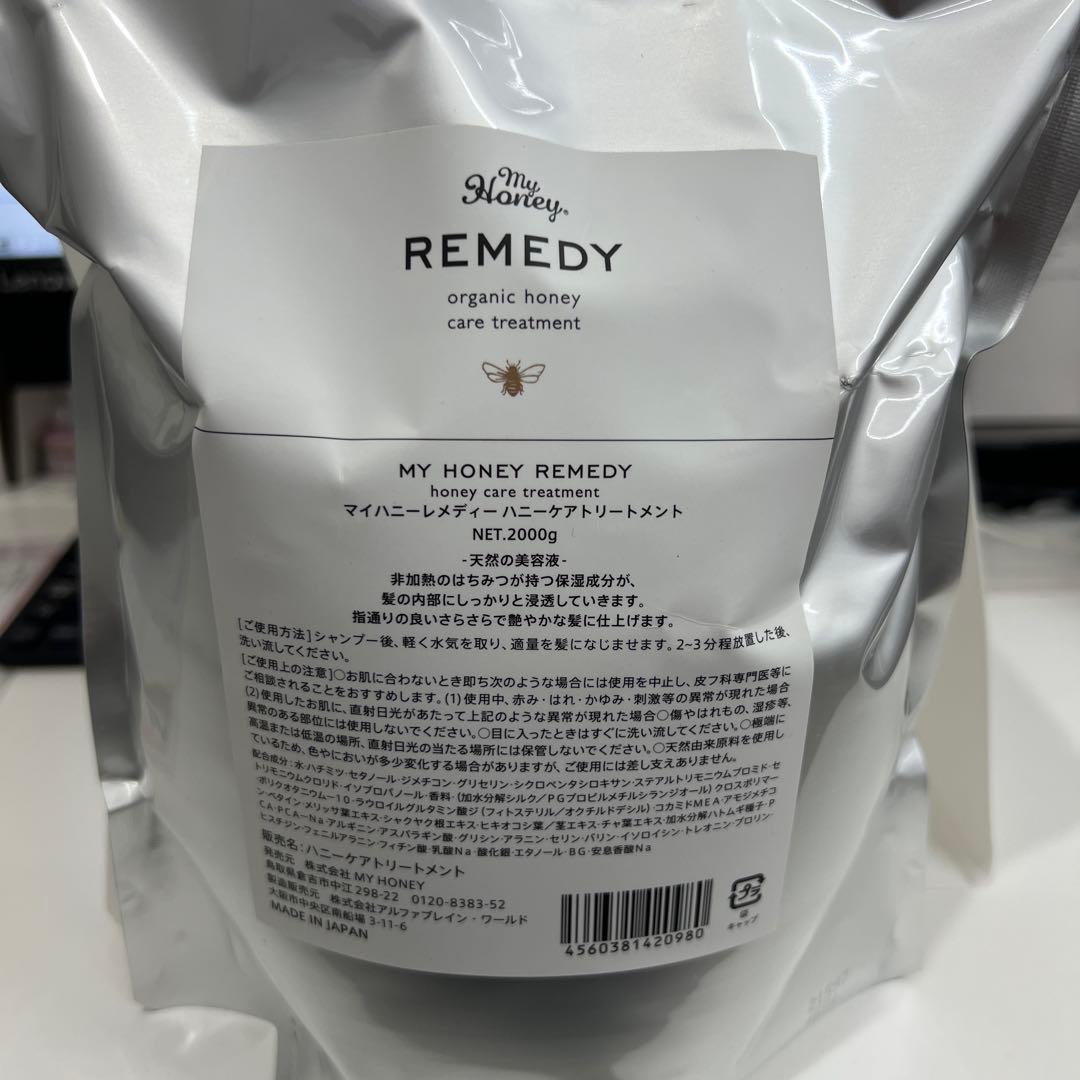 My
Honey®
REMEDY
organic honey
care treatment
MY HONEY REMEDY
honey care treatment
マイハニーレメディー ハニーケアトリートメント
NET.2000g
-天然の美容液-
非加熱のはちみつが持つ保湿成分が、
髪の内部にしっかりと浸透していきます。
指通りの良いさらさらで艶やかな髪に仕上げます。
[ご使用方法]シャンプー後、軽く水気を取り、適量を髪になじませます。2~3分程放置した後、
洗い流してください。
[ご使用上の注意]○お肌に合わないとき即ち次のような場合には使用を中止し、皮フ科専門医等に
ご相談されることをおすすめします。(1)使用中、赤み・はれ・かゆみ・刺激等の異常が現れた場合
(2)使用したお肌に、直射日光があたって上記のような異常が現れた場合○傷やはれもの、湿疹等、
異常のある部位には使用しないでください。○目に入ったときはすぐに洗い流してください。○極端に
高温または低温の場所、直射日光の当たる場所には保管しないでください。○天然由来原料を使用し
ているため、色やにおいが多少変化する場合がありますが、ご使用には差し支えありません。
配合成分:水・ハチミツ・セタノール・ジメチコン・グリセリン・シクロペンタシロキサン・ステアルトリモニウムブロミド・セ
トリモニウムクロリド・イソプロパノール・香料・(加水分解シルク/PGプロピルメチルシランジオール)クロスポリマー
・ポリクオタニウム-10・ラウロイルグルタミン酸ジ(フィトステリル/オクチルドデシル)・コカミドMEA・アモジメチコ
ン・ベタイン・メリッサ葉エキス・シャクヤク根エキス・ヒキオコシ葉/茎エキス・チャ葉エキス・加水分解ハトムギ種子・P
CA・PCA-Na・アルギニン・アスパラギン酸・グリシン・アラニン・セリン・バリン・イソロイシン・トレオニン・プロリン・
ヒスチジン・フェニルアラニン・フィチン酸・乳酸Na・酸化銀・エタノール・BG・安息香酸Na
販売名:ハニーケアトリートメント
発売元 株式会社 MY HONEY
鳥取県倉吉市中江 298-22 0120-8383-52
製造販売元 株式会社アルファブレイン・ワールド
大阪市中央区南船場 3-11-6
MADE IN JAPAN
4560381420980
プラ
袋
キャップ